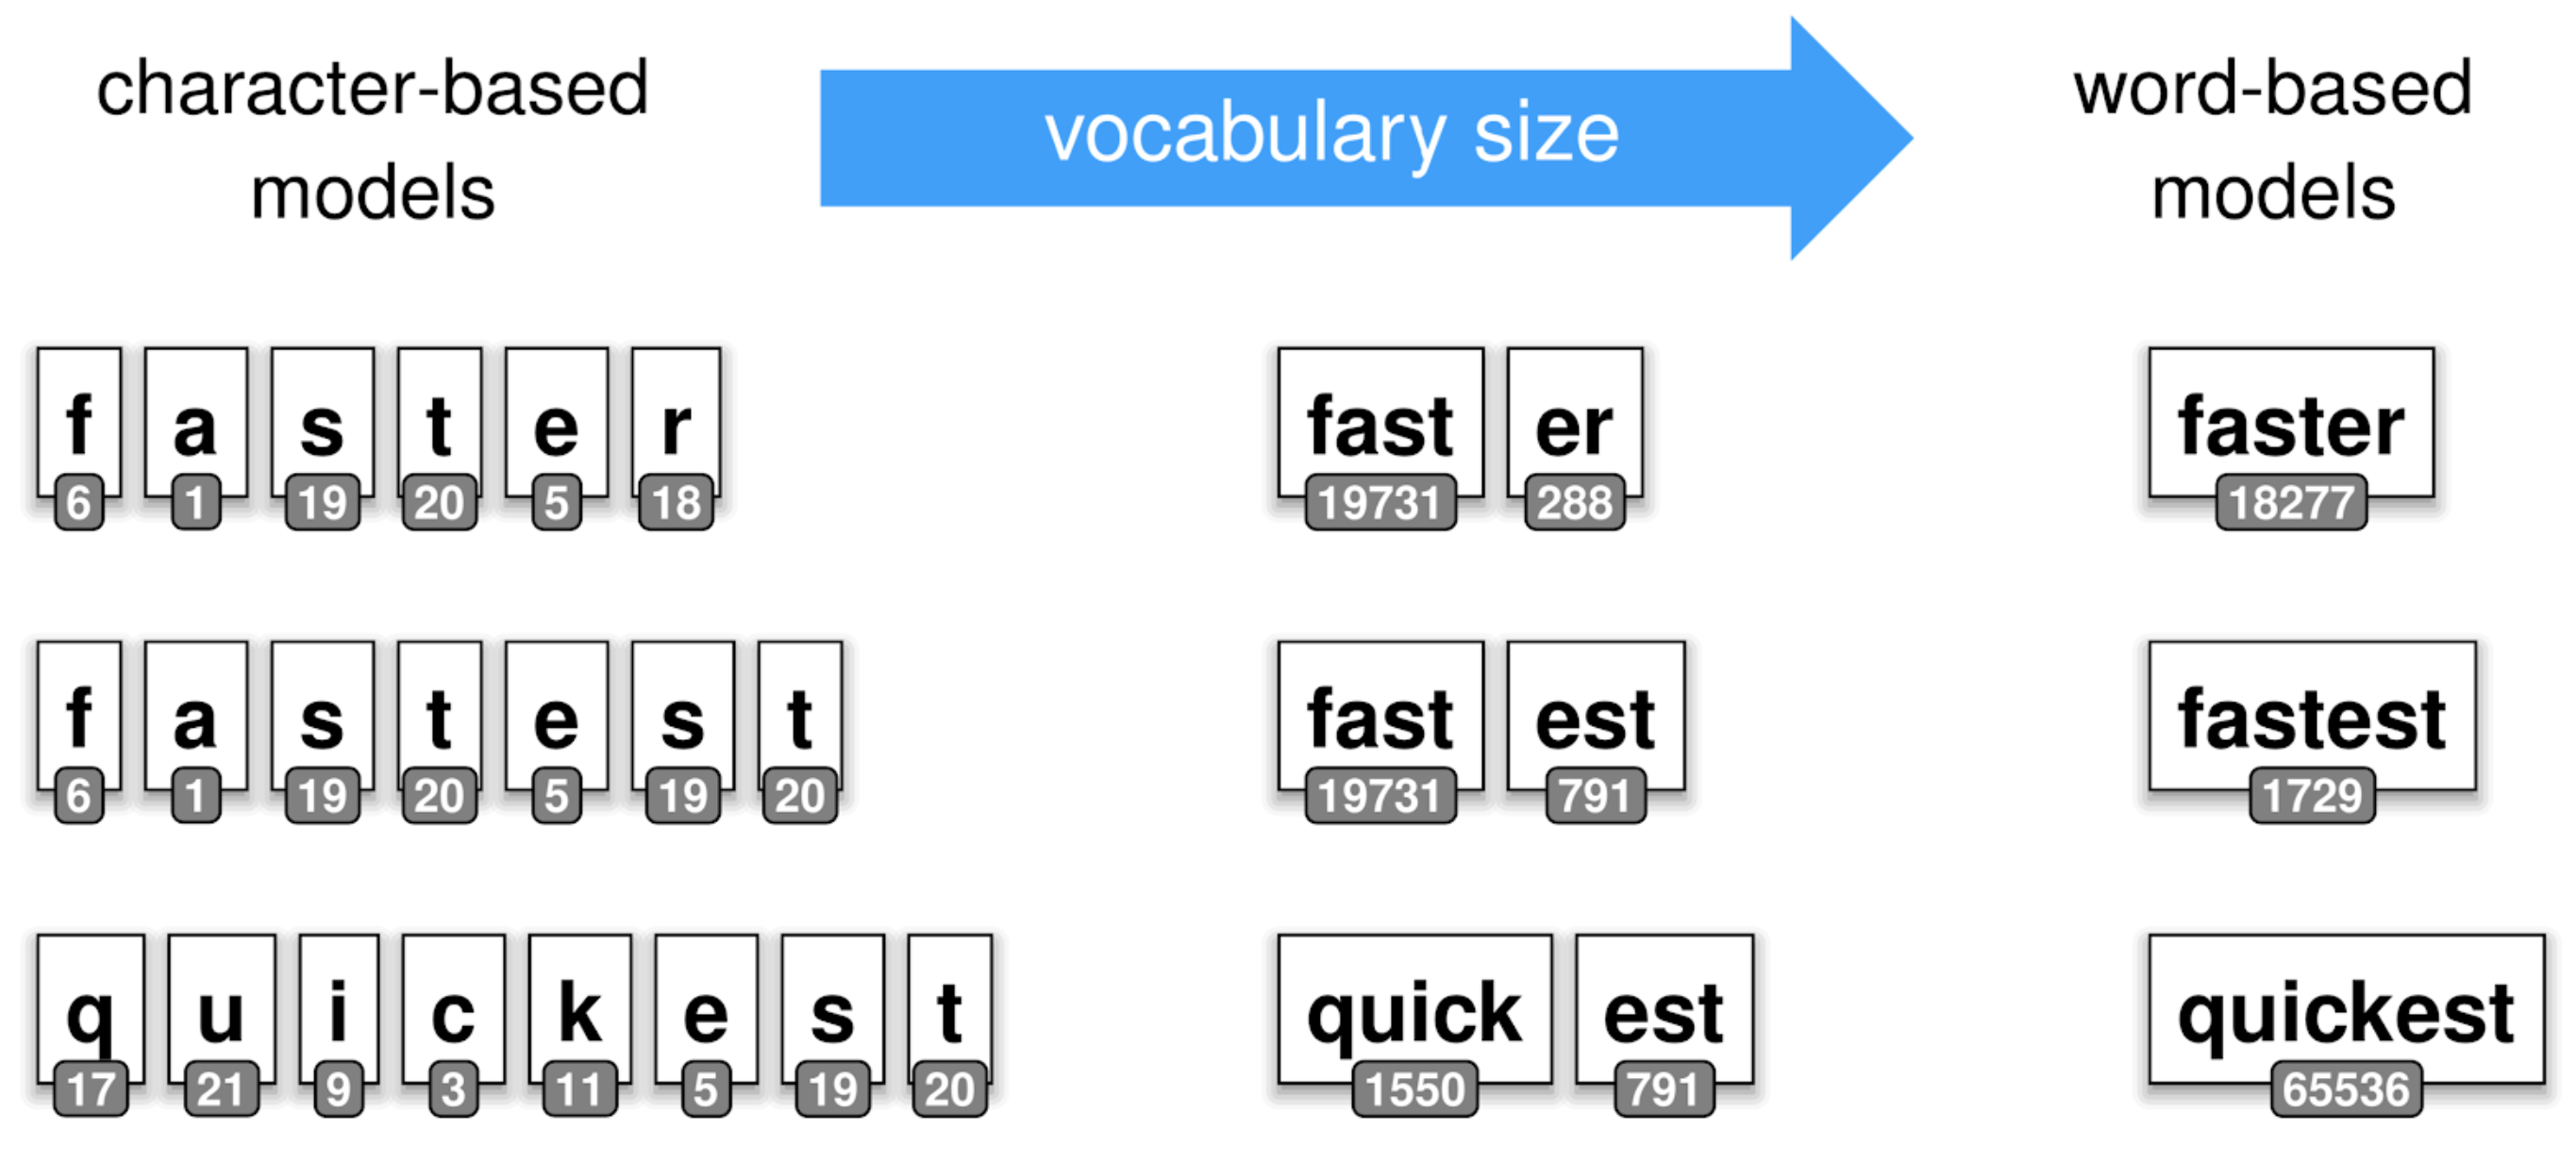 character-based
models
vocabulary size
word-based
models
f a s t e r
6 1 19 20 5 18
fast er
19731 288
faster
18277
f a s t e s t
6 1 19 20 5 19 20
fast est
19731 791
fastest
1729
q u i c k e s t
17 21 9 3 11 5 19 20
quick est
1550 791
quickest
65536